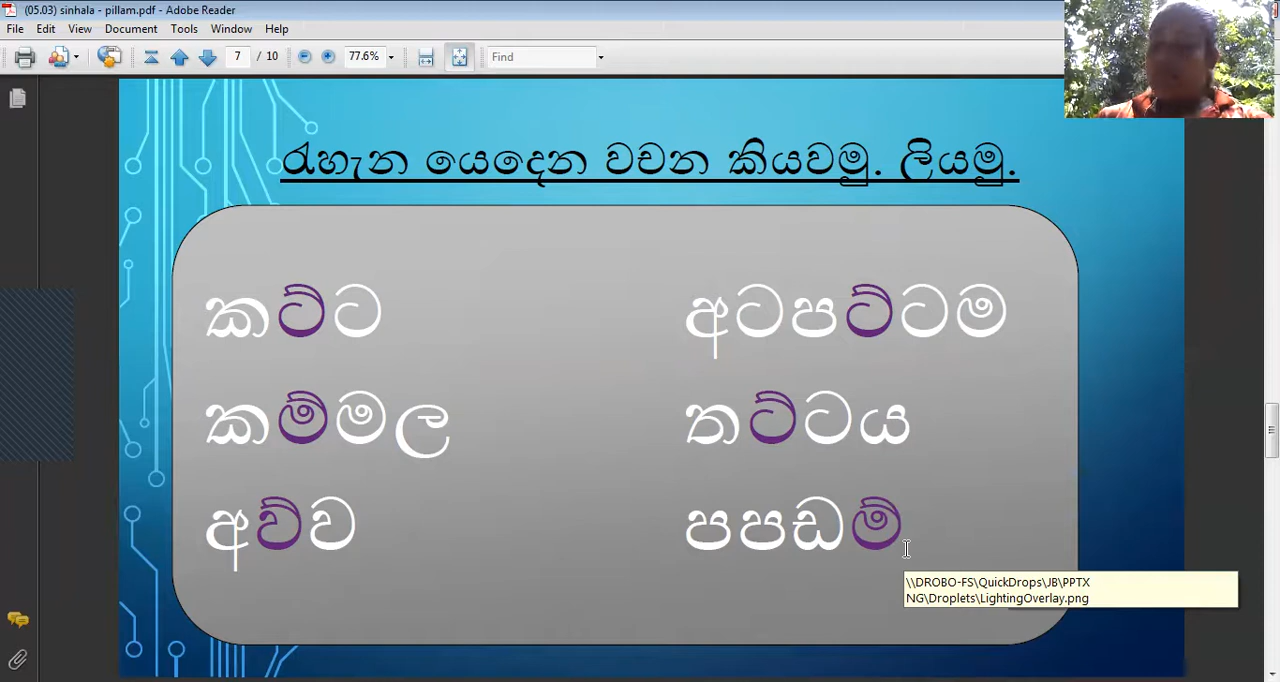 (05.03) sinhala - pillam.pdf - Adobe Reader
File Edit View Document Tools Window Help
7 / 10 77.6% Find
රැහැන යෙදෙන වචන කියවමු. ලියමු.
කට්ට අටපට්ටම
කම්මල තට්ටය
අව්ව පපඩම්
\\DROBO-FS\QuickDrops\JB\PPTX
NG\Droplets\LightingOverlay.png